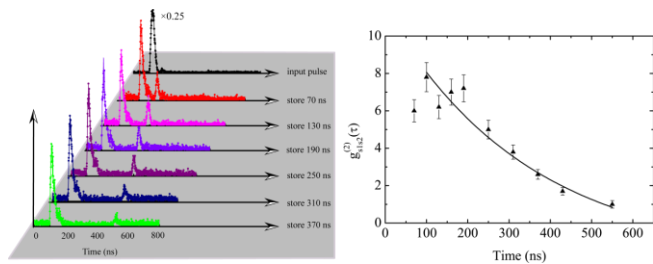 ×0.25
input pulse
store 70 ns
store 130 ns
store 190 ns
store 250 ns
store 310 ns
store 370 ns
0 200 400 600 800
Time (ns)
10
8
6
4
2
0
g(2)s1s2(τ)
0 100 200 300 400 500 600
Time (ns)